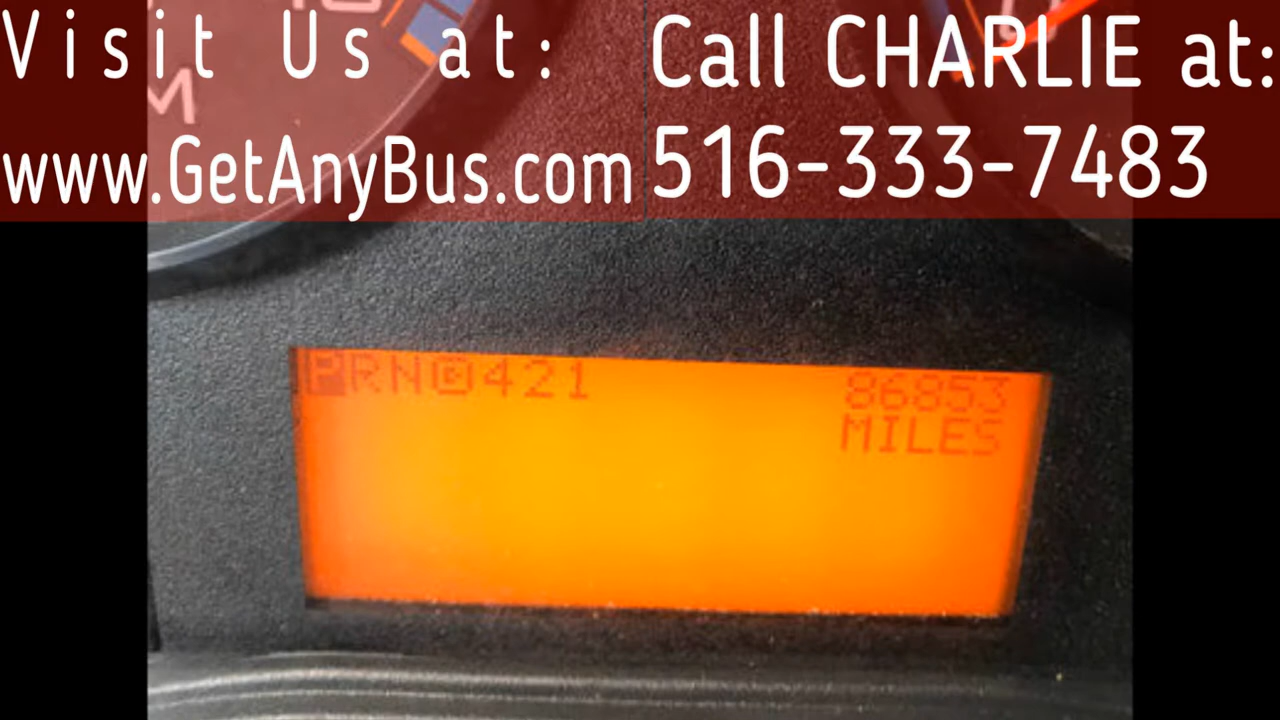 Visit Us at:
www.GetAnyBus.com
Call CHARLIE at:
516-333-7483
M
PRND421
86853
MILES